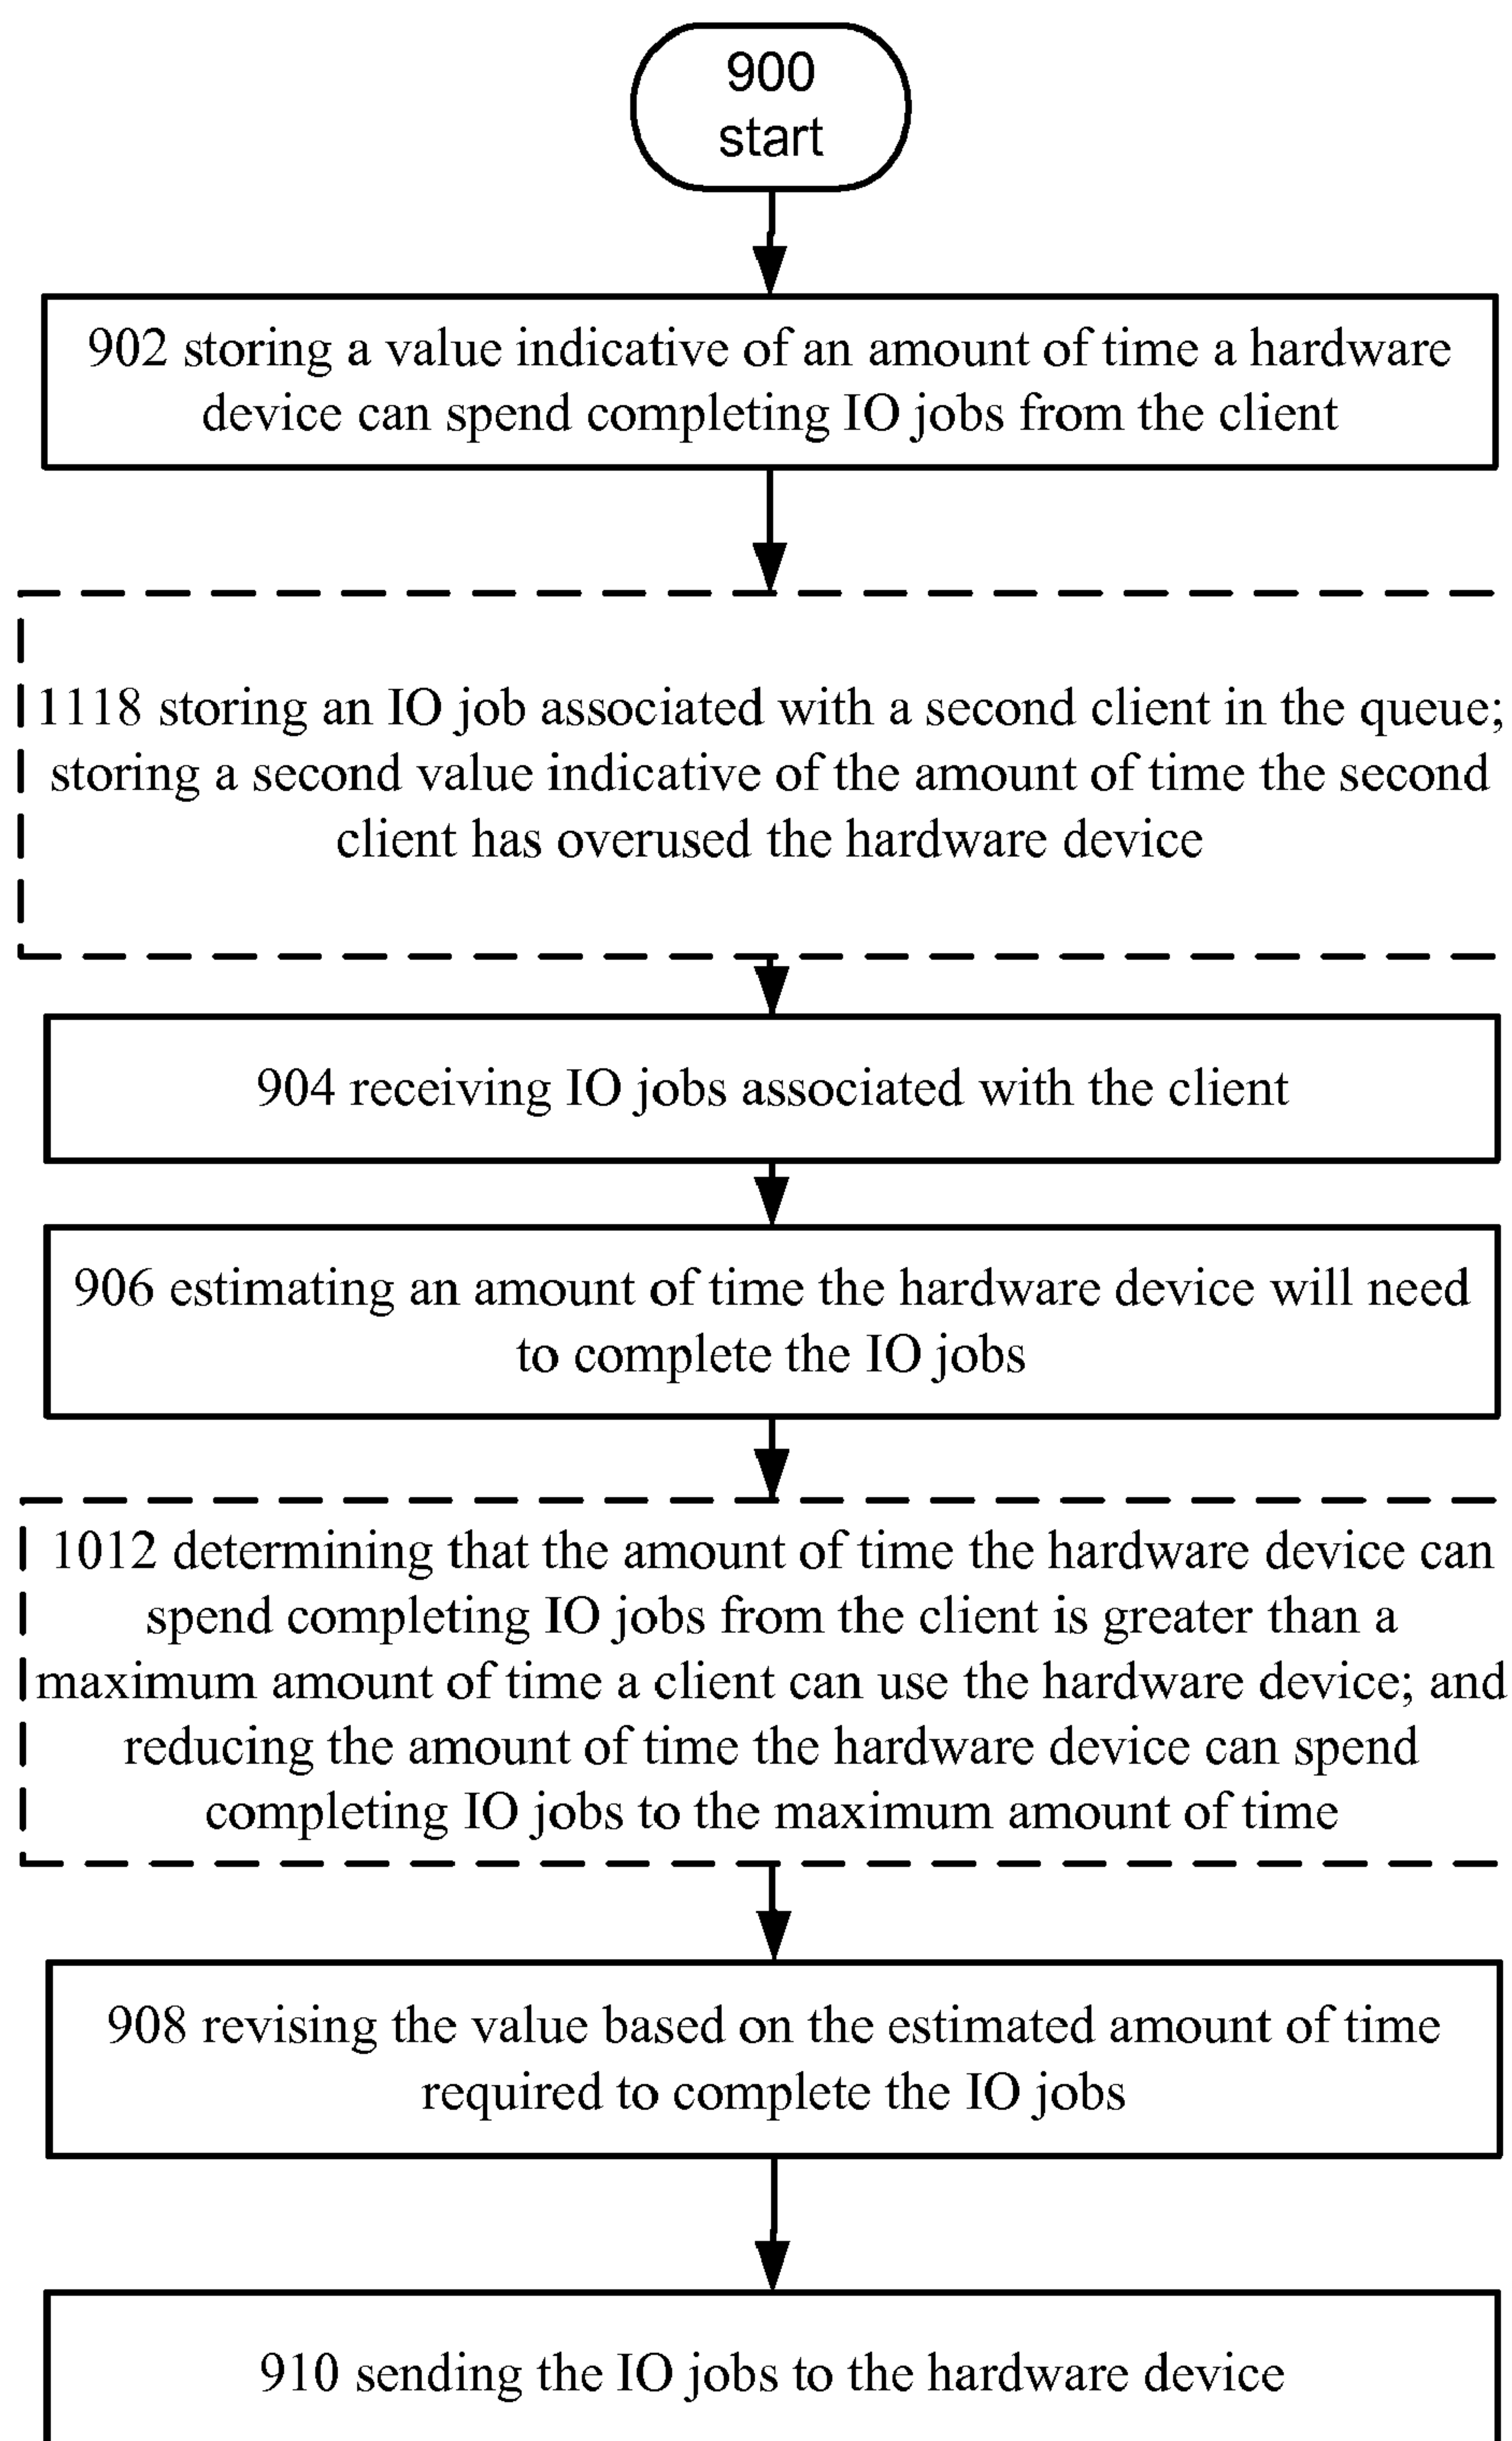 900
start
902 storing a value indicative of an amount of time a hardware
device can spend completing IO jobs from the client
1118 storing an IO job associated with a second client in the queue;
storing a second value indicative of the amount of time the second
client has overused the hardware device
904 receiving IO jobs associated with the client
906 estimating an amount of time the hardware device will need
to complete the IO jobs
1012 determining that the amount of time the hardware device can
spend completing IO jobs from the client is greater than a
maximum amount of time a client can use the hardware device; and
reducing the amount of time the hardware device can spend
completing IO jobs to the maximum amount of time
908 revising the value based on the estimated amount of time
required to complete the IO jobs
910 sending the IO jobs to the hardware device